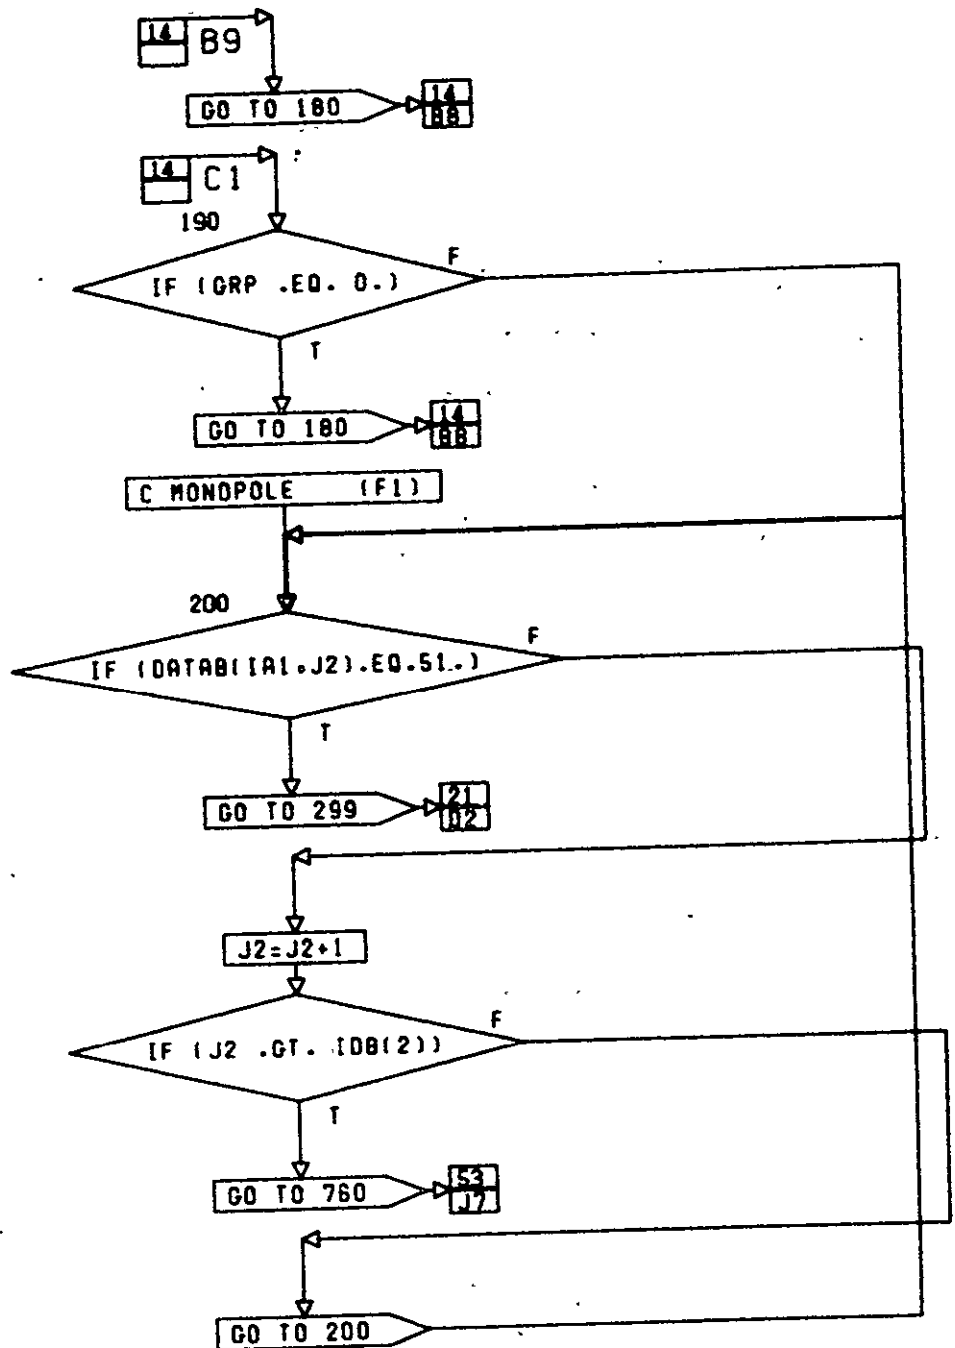 14 B9
GO TO 180
14
B8
14 C1
190
IF (GRP .EQ. 0.)
F
T
GO TO 180
14
B8
C MONOPOLE (F1)
200
IF (DATAB(IA1,J2).EQ.51.)
F
T
GO TO 299
21
D2
J2=J2+1
IF (J2 .GT. IDB(2))
F
T
GO TO 760
53
J7
GO TO 200